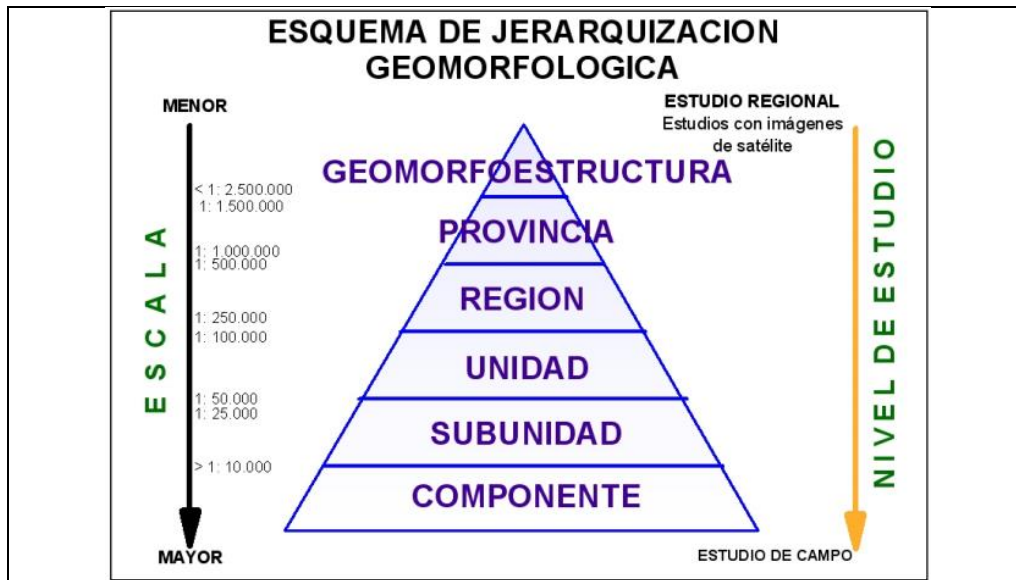 ESQUEMA DE JERARQUIZACION
GEOMORFOLOGICA
MENOR
ESTUDIO REGIONAL
Estudios con imágenes
de satélite
GEOMORFOESTRUCTURA
< 1: 2.500.000
1: 1.500.000
PROVINCIA
1: 1.000.000
1: 500.000
REGION
1: 250.000
1: 100.000
UNIDAD
1: 50.000
1: 25.000
SUBUNIDAD
> 1: 10.000
COMPONENTE
MAYOR
ESTUDIO DE CAMPO
ESCALA
NIVEL DE ESTUDIO